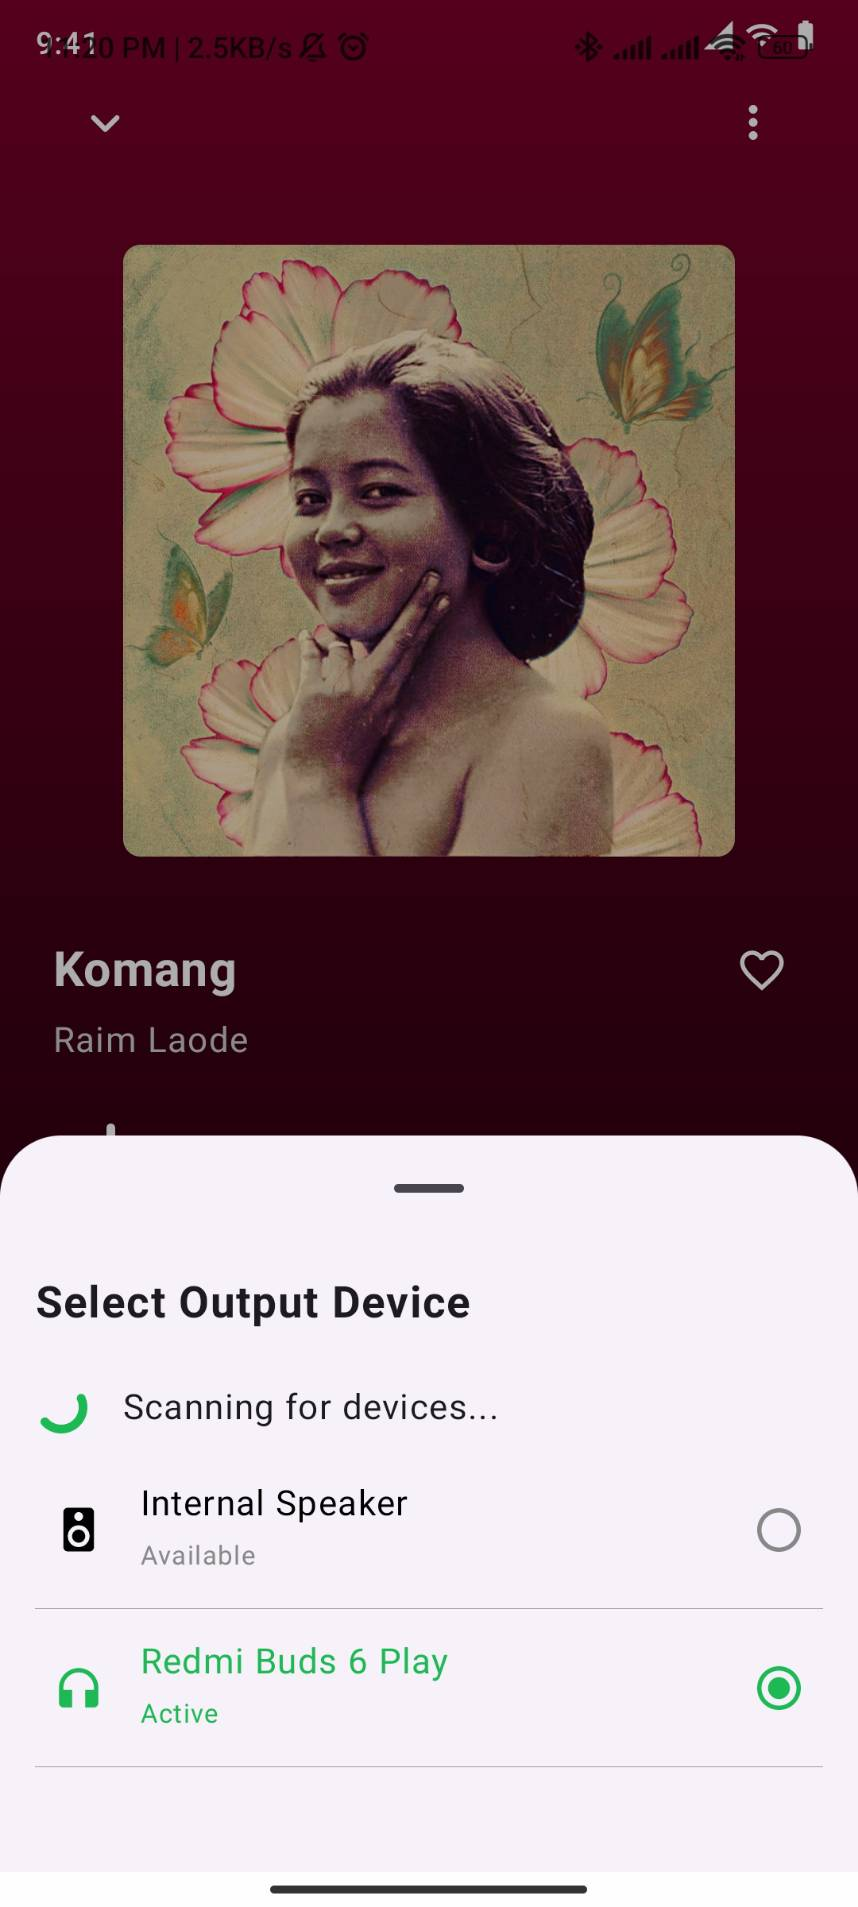 9:41
11:20 PM | 2.5KB/s
60
Komang
Raim Laode
Select Output Device
Scanning for devices...
Internal Speaker
Available
Redmi Buds 6 Play
Active